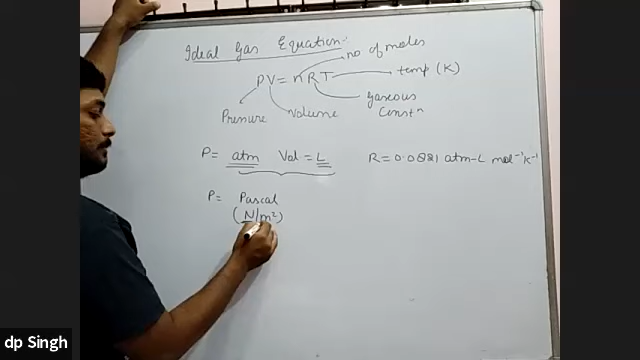 Ideal Gas Equation:
no of moles
PV = nRT
temp (K)
Pressure
Volume
gaseous
Constⁿ
P = atm Vol = L R = 0.0821 atm-L mol⁻¹ K⁻¹
P = Pascal
(N/m²)
dp Singh